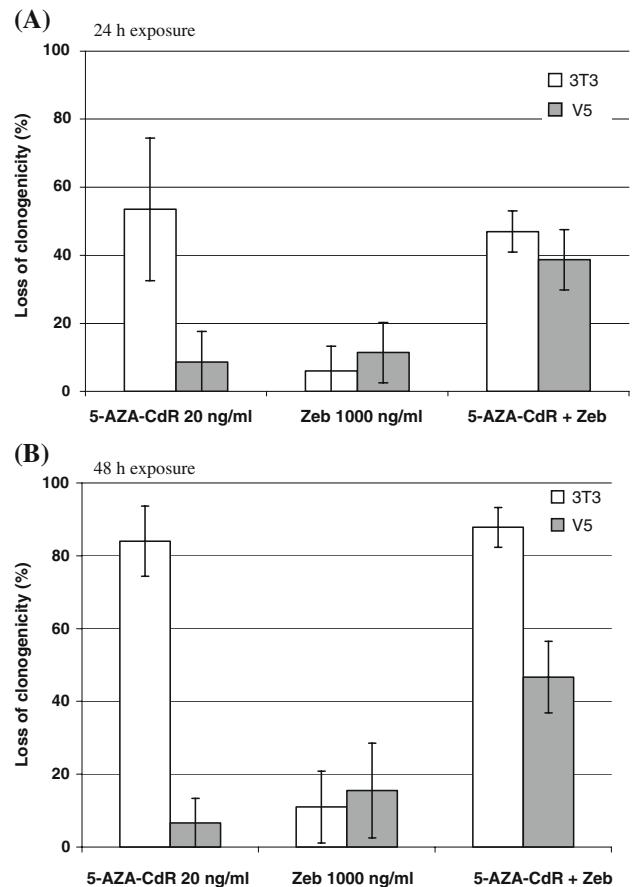 (A)
24 h exposure
100
80
60
40
20
0
Loss of clonogenicity (%)
3T3
V5
5-AZA-CdR 20 ng/ml
Zeb 1000 ng/ml
5-AZA-CdR + Zeb
(B)
48 h exposure
100
80
60
40
20
0
Loss of clonogenicity (%)
3T3
V5
5-AZA-CdR 20 ng/ml
Zeb 1000 ng/ml
5-AZA-CdR + Zeb